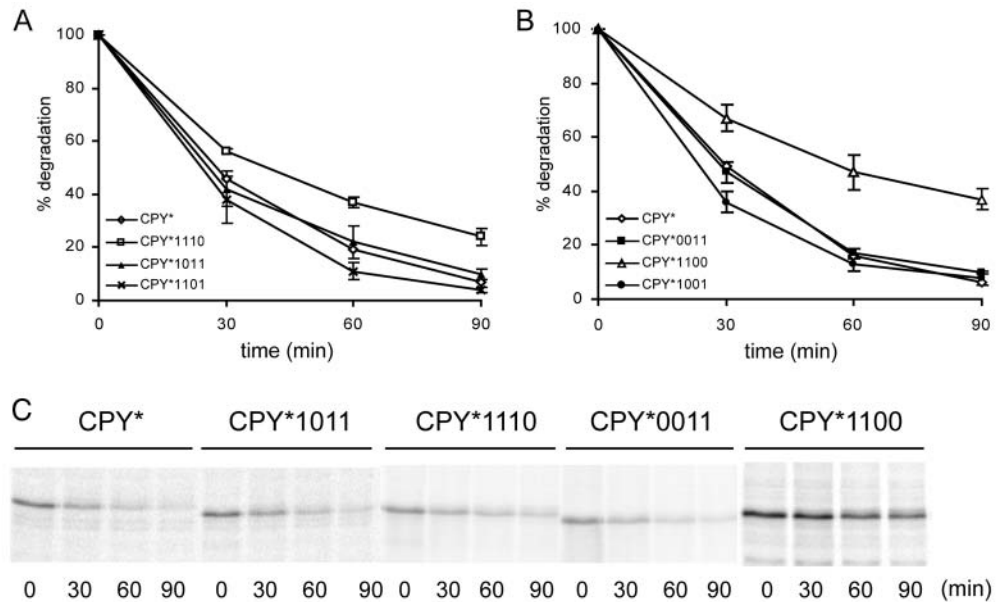 A
% degradation
100
80
60
40
20
0
CPY*
CPY*1110
CPY*1011
CPY*1101
0 30 60 90
time (min)
B
% degradation
100
80
60
40
20
0
CPY*
CPY*0011
CPY*1100
CPY*1001
0 30 60 90
time (min)
C
CPY* CPY*1011 CPY*1110 CPY*0011 CPY*1100
0 30 60 90 0 30 60 90 0 30 60 90 0 30 60 90 0 30 60 90 (min)